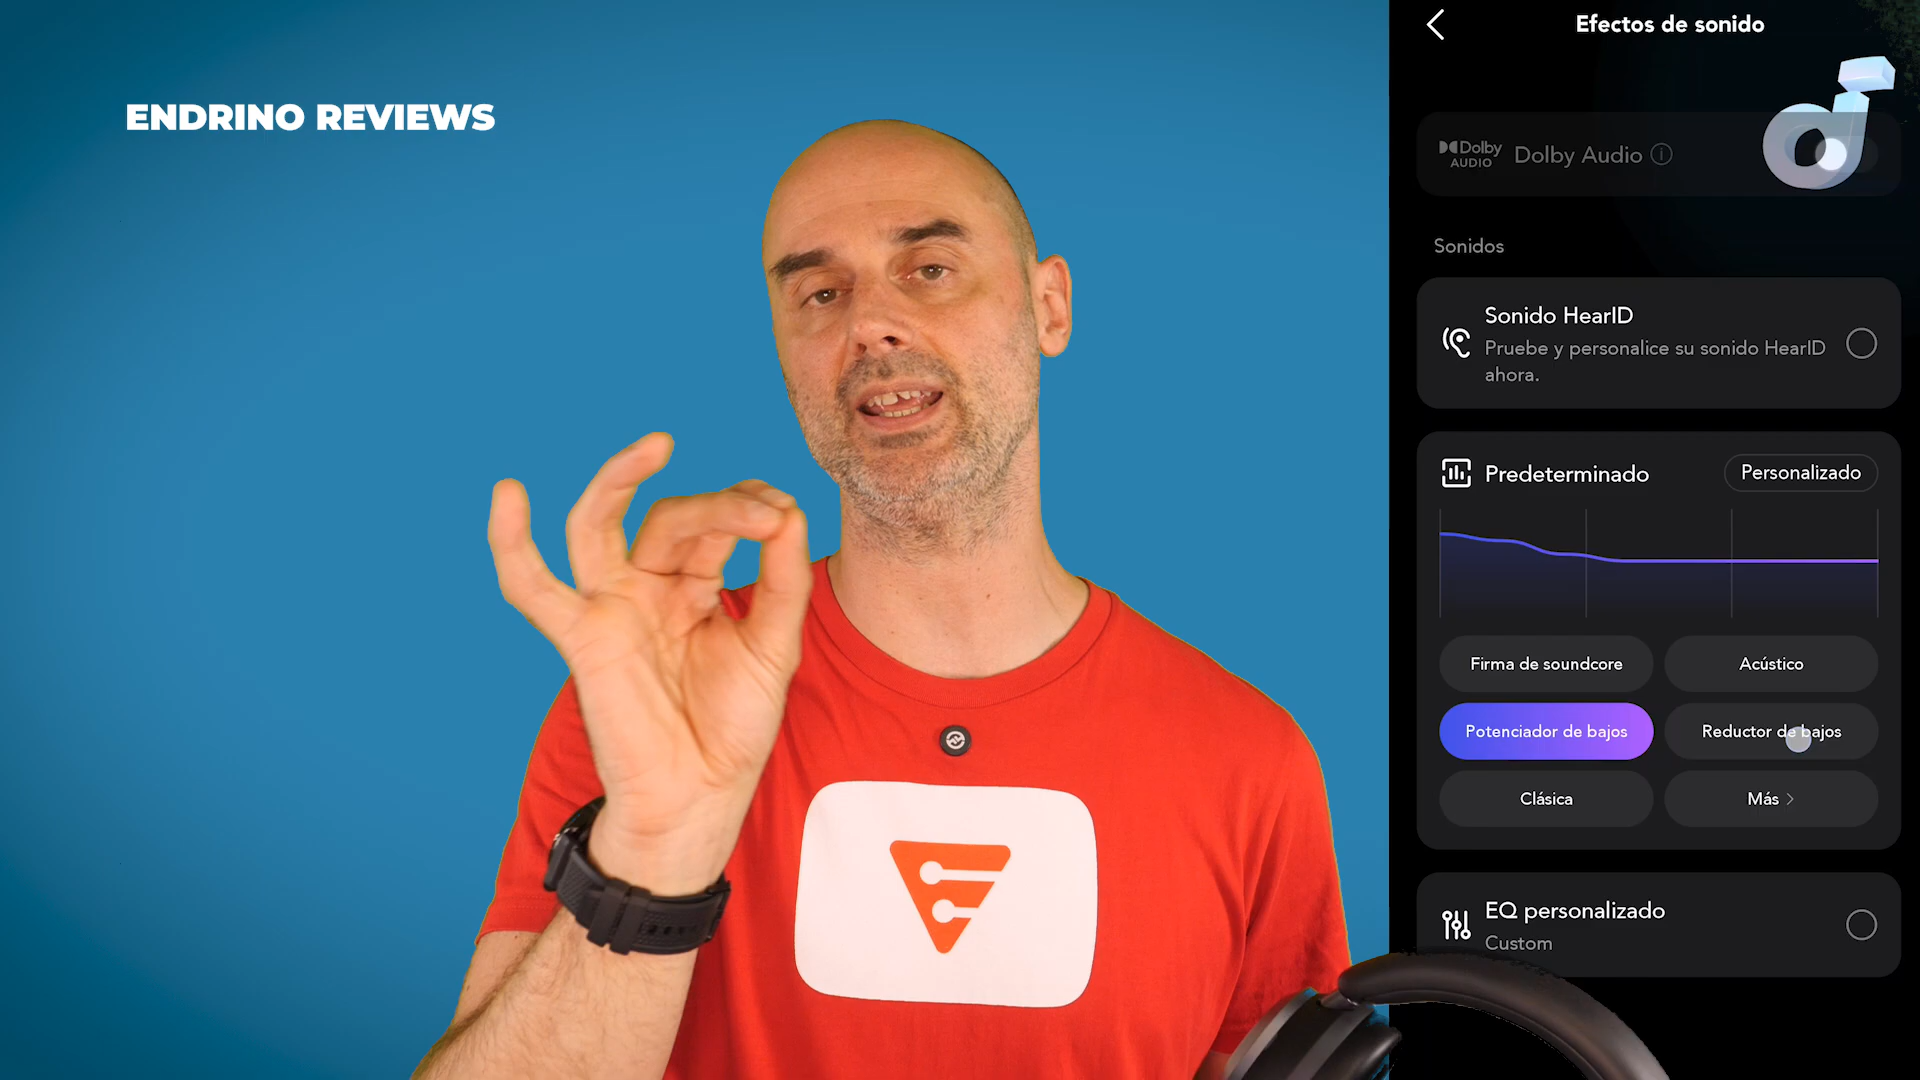 ENDRINO REVIEWS
Efectos de sonido
Dolby AUDIO Dolby Audio
Sonidos
Sonido HearID
Pruebe y personalice su sonido HearID
ahora.
Predeterminado Personalizado
Firma de soundcore Acústico
Potenciador de bajos Reductor de bajos
Clásica Más
EQ personalizado
Custom